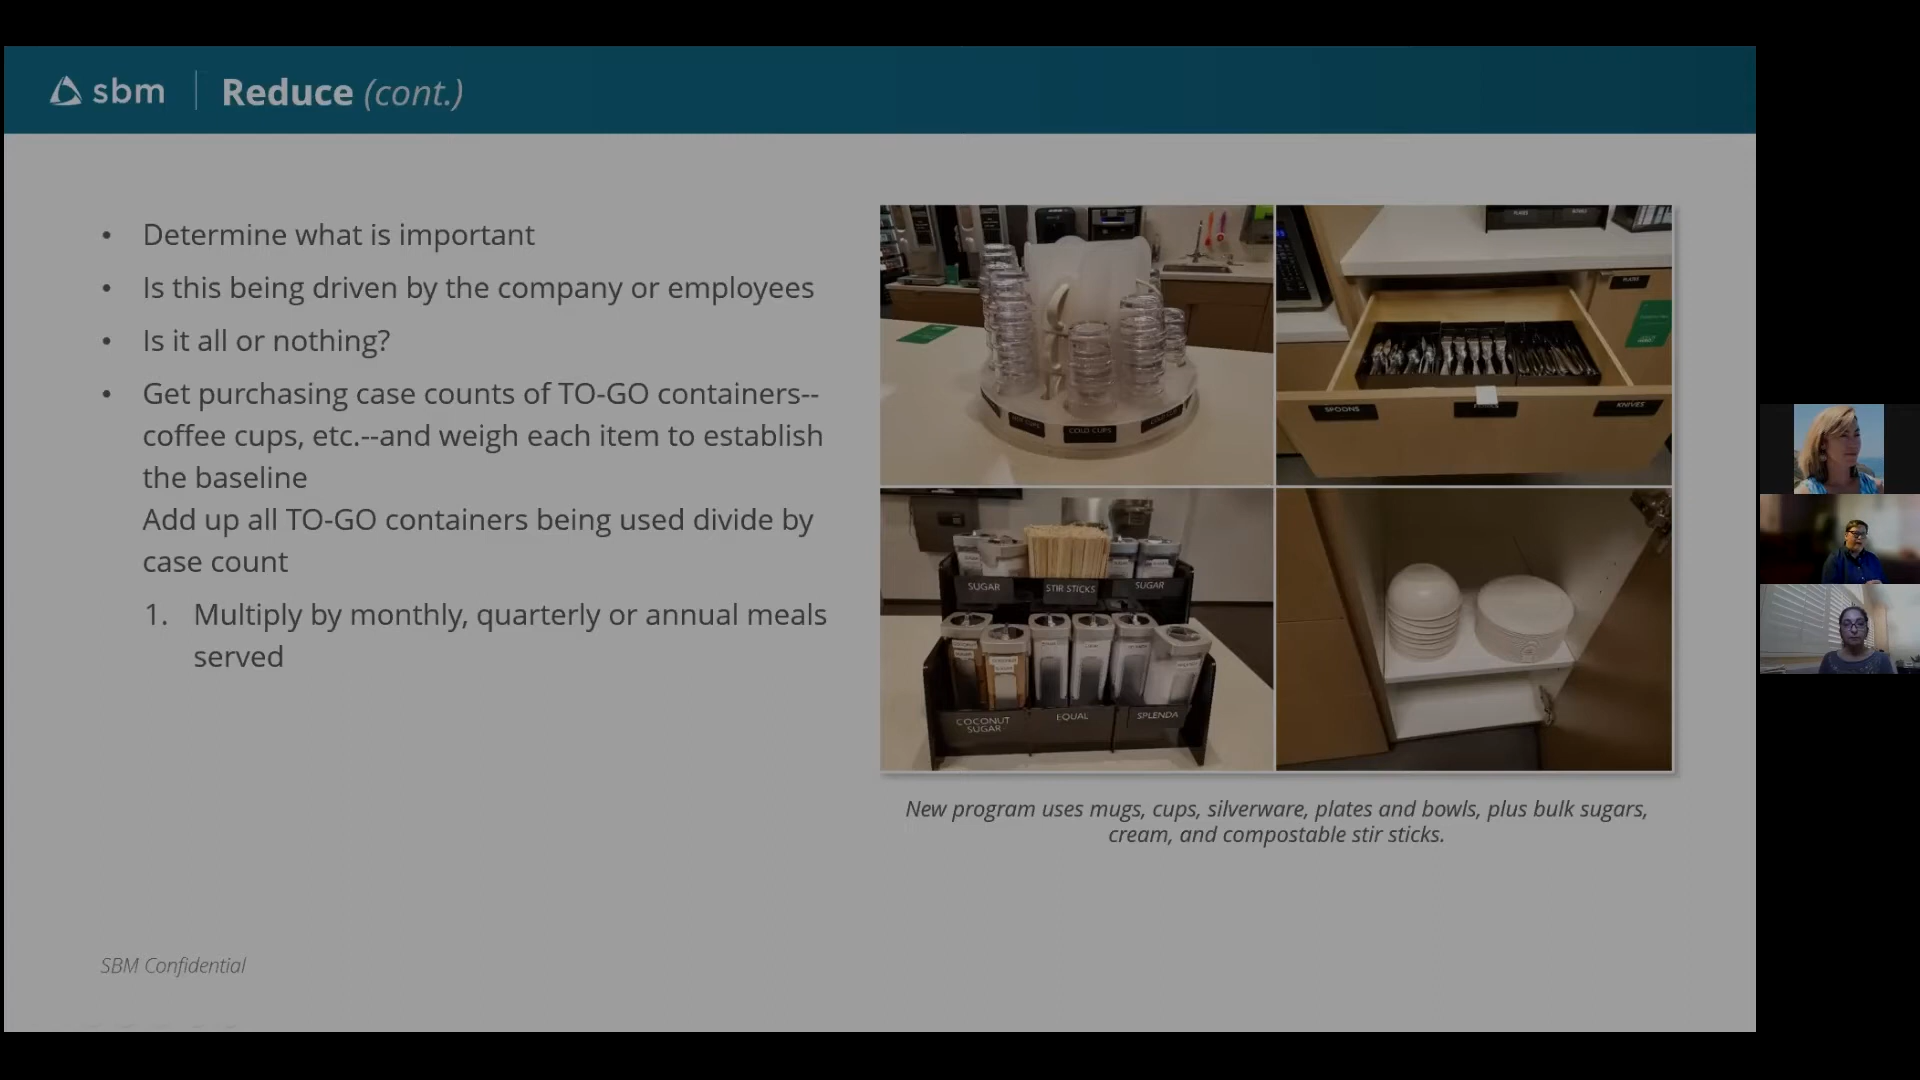 sbm
Reduce (cont.)
• Determine what is important
• Is this being driven by the company or employees
• Is it all or nothing?
• Get purchasing case counts of TO-GO containers--
coffee cups, etc.--and weigh each item to establish
the baseline
Add up all TO-GO containers being used divide by
case count
1. Multiply by monthly, quarterly or annual meals
served
COLD CUPS
SPOONS
KNIVES
SUGAR
STIR STICKS
SUGAR
COCONUT
SUGAR
EQUAL
SPLENDA
New program uses mugs, cups, silverware, plates and bowls, plus bulk sugars,
cream, and compostable stir sticks.
SBM Confidential